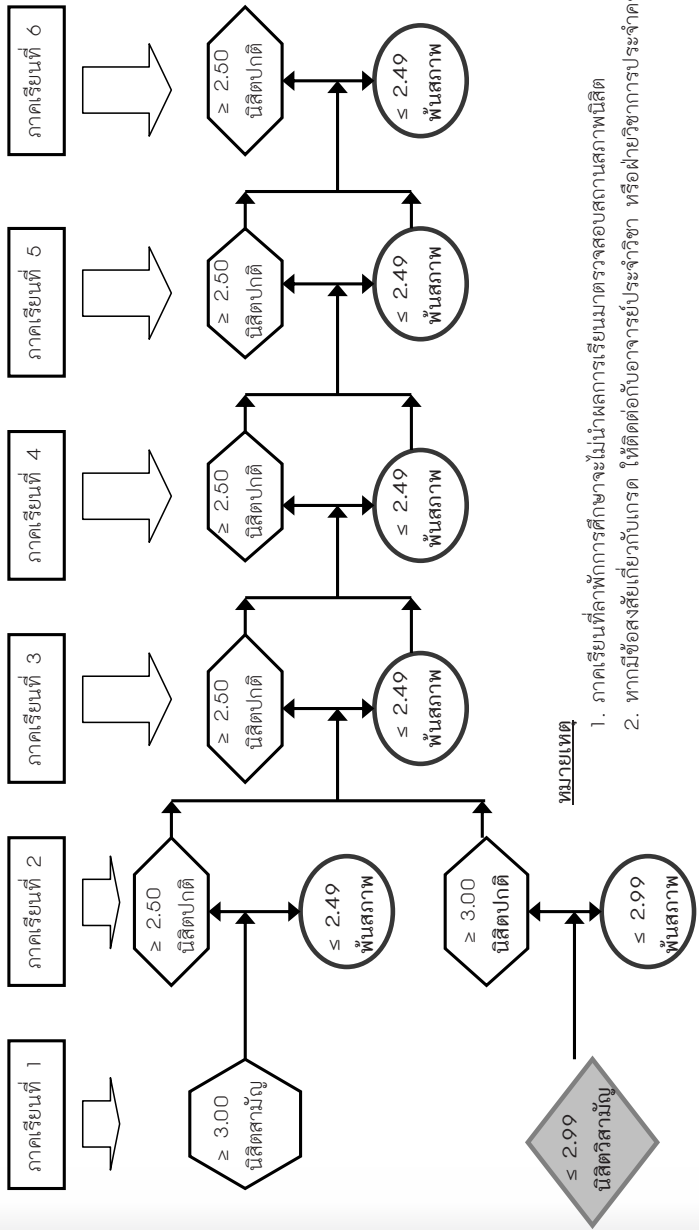 ภาคเรียนที่ 1
ภาคเรียนที่ 2
ภาคเรียนที่ 3
ภาคเรียนที่ 4
ภาคเรียนที่ 5
ภาคเรียนที่ 6
≥ 3.00
นิสิตสามัญ
≥ 2.50
นิสิตปกติ
≤ 2.49
พ้นสภาพ
≥ 2.50
นิสิตปกติ
≤ 2.49
พ้นสภาพ
≥ 2.50
นิสิตปกติ
≤ 2.49
พ้นสภาพ
≥ 2.50
นิสิตปกติ
≤ 2.49
พ้นสภาพ
≥ 2.50
นิสิตปกติ
≤ 2.49
พ้นสภาพ
≤ 2.99
นิสิตวิสามัญ
≥ 3.00
นิสิตปกติ
≤ 2.99
พ้นสภาพ
หมายเหตุ
1. ภาคเรียนที่ลาพักการศึกษาจะไม่นำผลการเรียนมาตรวจสอบสถานสภาพนิสิต
2. หากมีข้อสงสัยเกี่ยวกับเกรด ให้ติดต่อกับอาจารย์ประจำวิชา หรือฝ่ายวิชาการประจำ